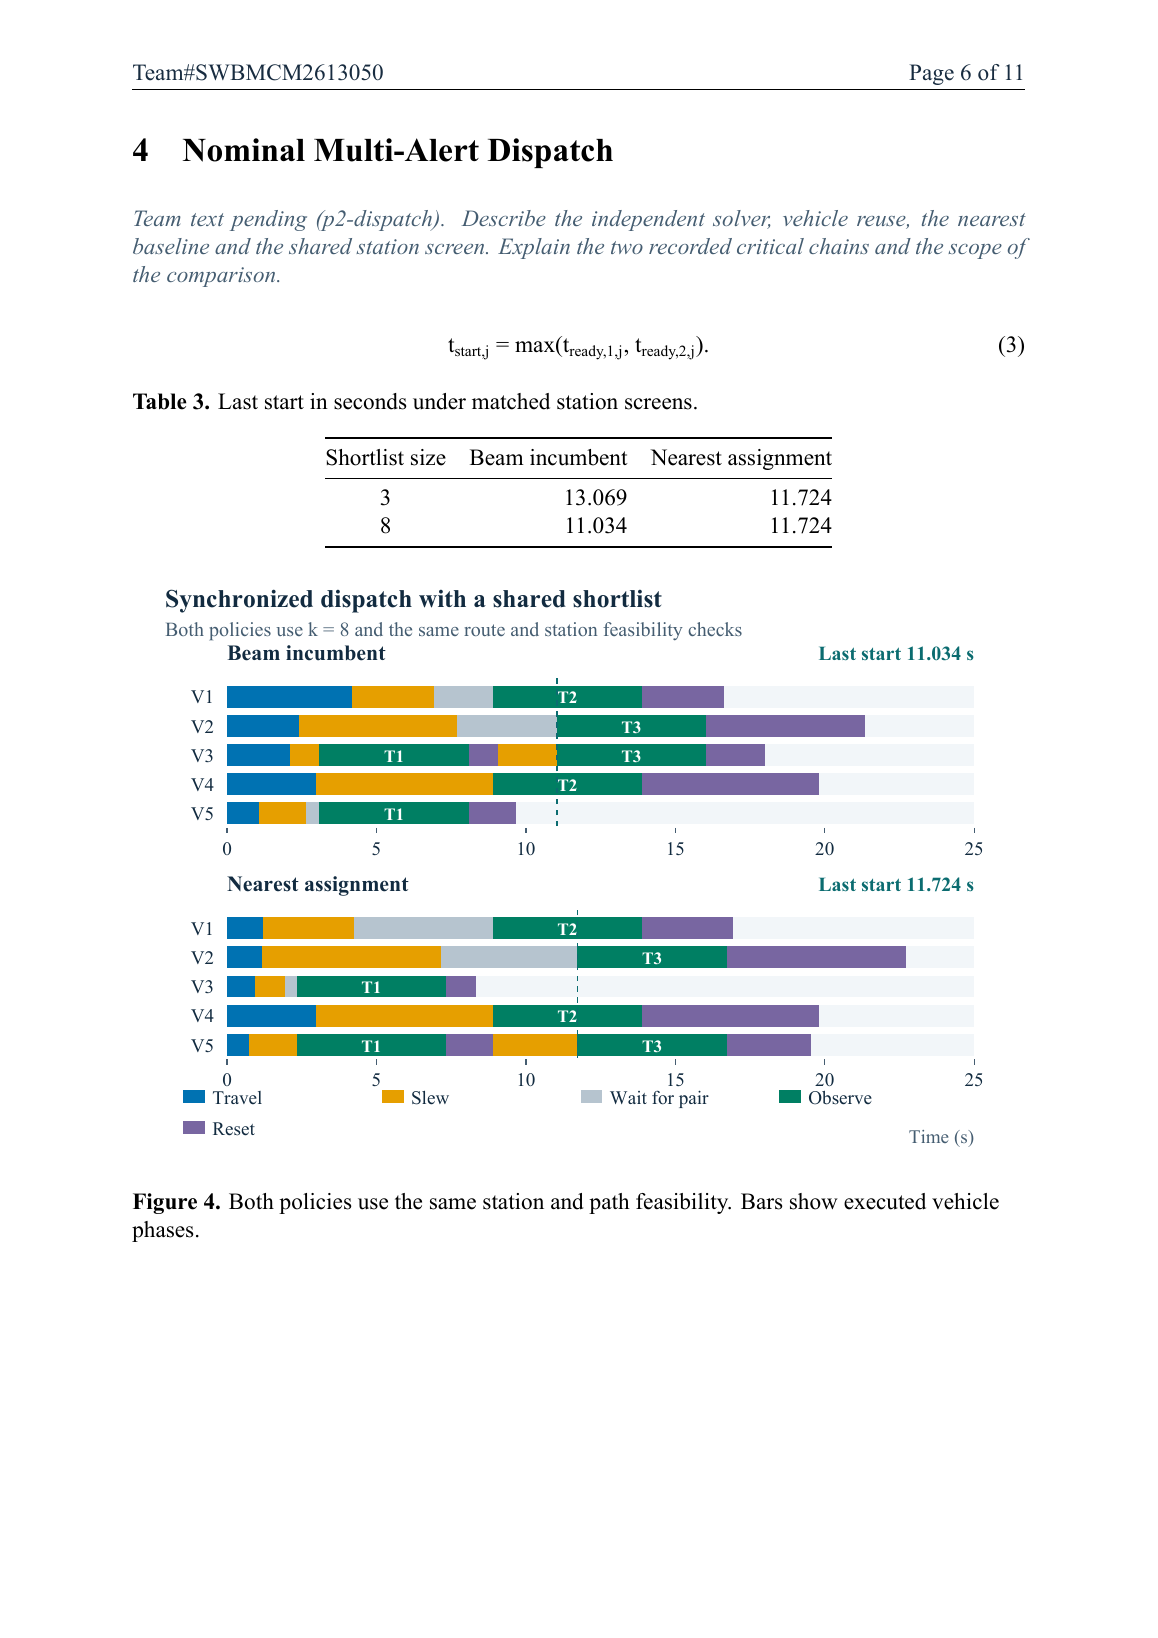 Team#SWBMCM2613050 Page 6 of 11
4 Nominal Multi-Alert Dispatch
Team text pending (p2-dispatch). Describe the independent solver, vehicle reuse, the nearest
baseline and the shared station screen. Explain the two recorded critical chains and the scope of
the comparison.
t_start,j = max(t_ready,1,j, t_ready,2,j). (3)
Table 3. Last start in seconds under matched station screens.
Shortlist size Beam incumbent Nearest assignment
3 13.069 11.724
8 11.034 11.724
Synchronized dispatch with a shared shortlist
Both policies use k = 8 and the same route and station feasibility checks
Beam incumbent Last start 11.034 s
V1 T2
V2 T3
V3 T1 T3
V4 T2
V5 T1
0 5 10 15 20 25
Nearest assignment Last start 11.724 s
V1 T2
V2 T3
V3 T1
V4 T2
V5 T1 T3
0 5 10 15 20 25
Travel Slew Wait for pair Observe
Reset
Time (s)
Figure 4. Both policies use the same station and path feasibility. Bars show executed vehicle
phases.